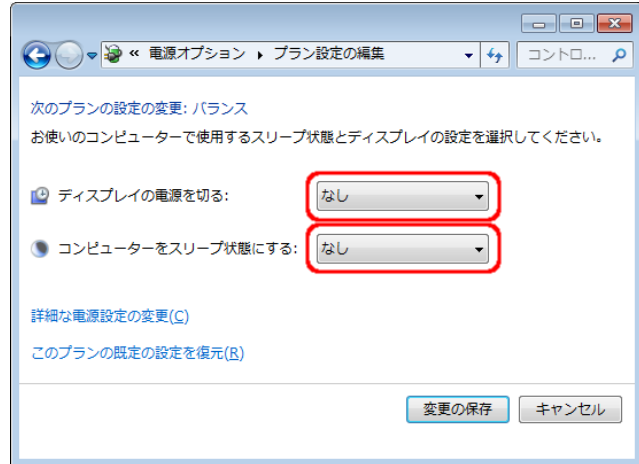 « 電源オプション ▸ プラン設定の編集
コントロ...
次のプランの設定の変更: バランス
お使いのコンピューターで使用するスリープ状態とディスプレイの設定を選択してください。
ディスプレイの電源を切る: なし
コンピューターをスリープ状態にする: なし
詳細な電源設定の変更(C)
このプランの既定の設定を復元(R)
変更の保存 キャンセル